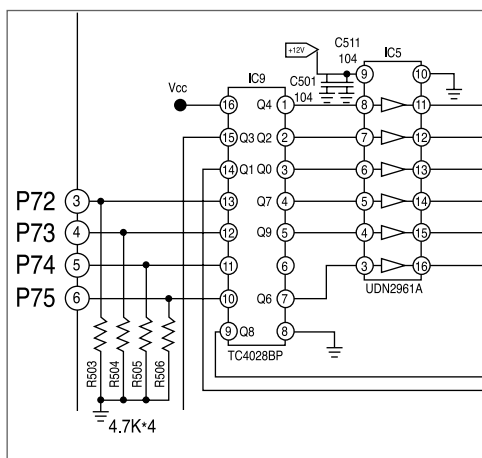 +12V
C511
104
C501
104
IC5
Vcc
IC9
9 10
16 Q4 1 8 11
15 Q3 Q2 2 7 12
14 Q1 Q0 3 6 13
P72 3 13 Q7 4 5 14
P73 4 12 Q9 5 4 15
P74 5 11 6 3 16
P75 6 10 Q6 7
UDN2961A
9 Q8 8
TC4028BP
R503
R504
R505
R506
4.7K*4